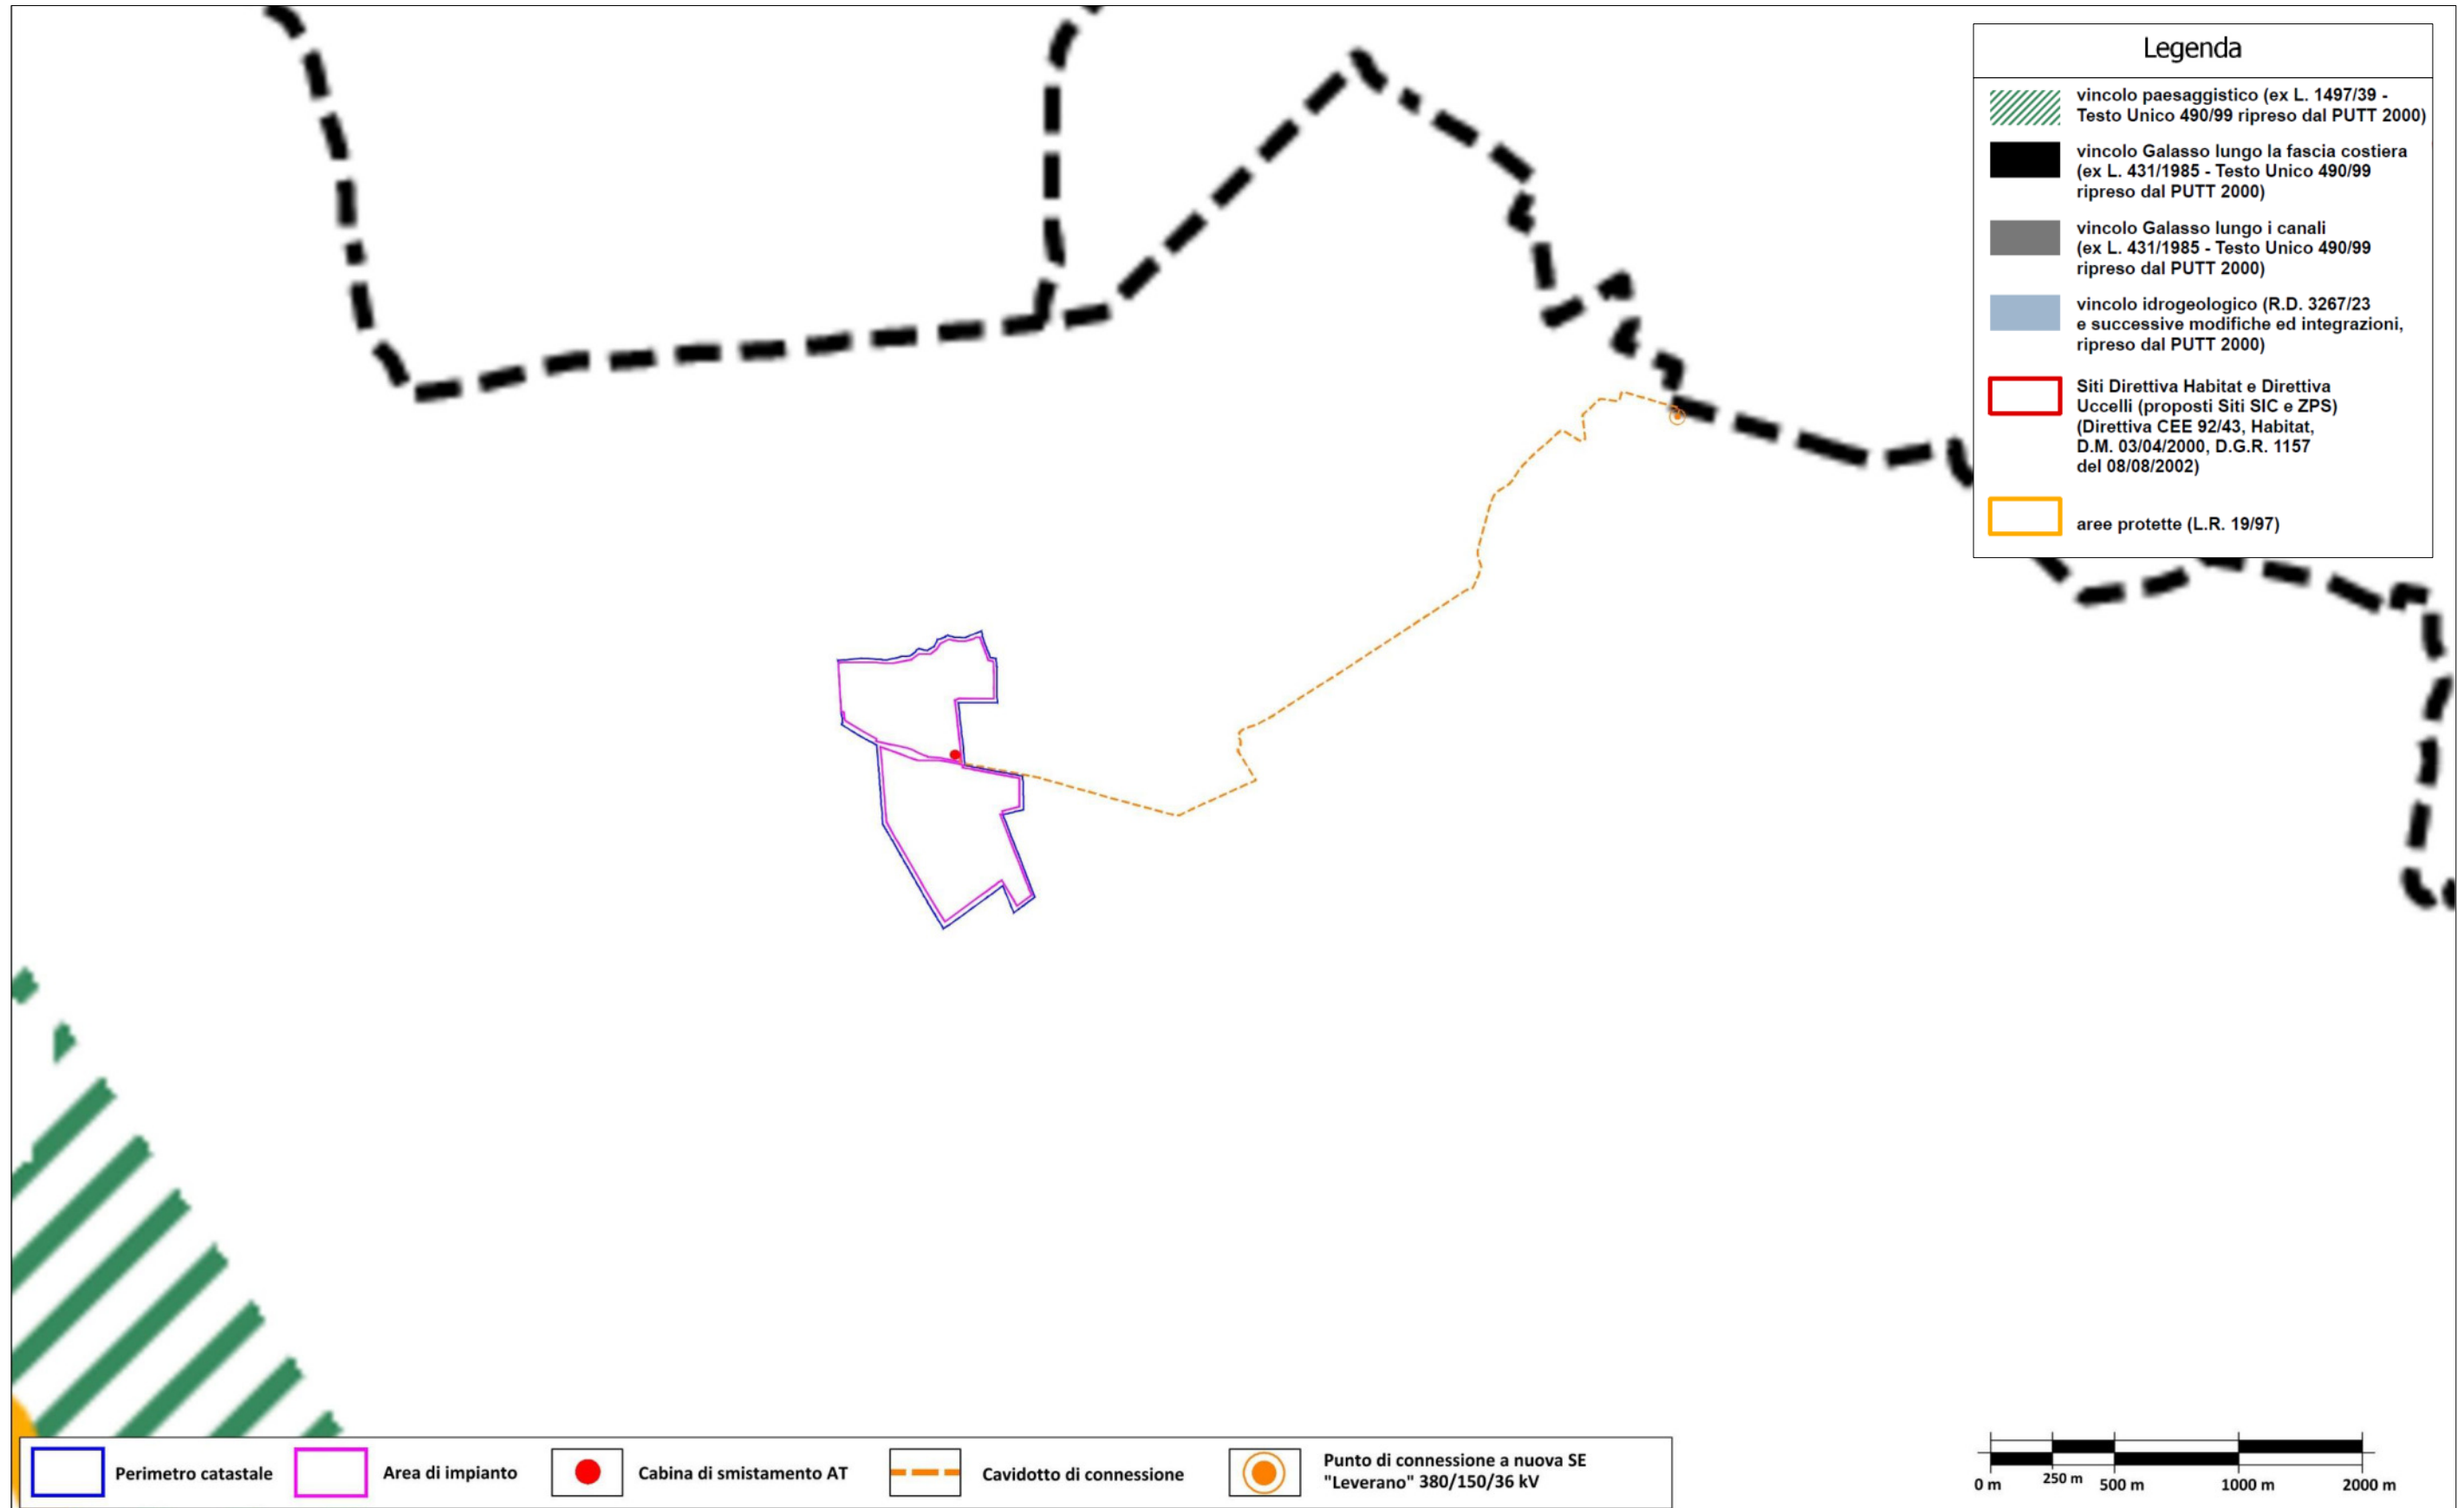 Legenda
vincolo paesaggistico (ex L. 1497/39 -
Testo Unico 490/99 ripreso dal PUTT 2000)
vincolo Galasso lungo la fascia costiera
(ex L. 431/1985 - Testo Unico 490/99
ripreso dal PUTT 2000)
vincolo Galasso lungo i canali
(ex L. 431/1985 - Testo Unico 490/99
ripreso dal PUTT 2000)
vincolo idrogeologico (R.D. 3267/23
e successive modifiche ed integrazioni,
ripreso dal PUTT 2000)
Siti Direttiva Habitat e Direttiva
Uccelli (proposti Siti SIC e ZPS)
(Direttiva CEE 92/43, Habitat,
D.M. 03/04/2000, D.G.R. 1157
del 08/08/2002)
aree protette (L.R. 19/97)
Perimetro catastale
Area di impianto
Cabina di smistamento AT
Cavidotto di connessione
Punto di connessione a nuova SE
"Leverano" 380/150/36 kV
0 m 250 m 500 m 1000 m 2000 m